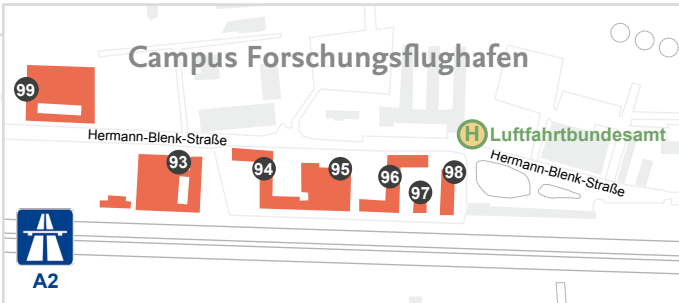 Campus Forschungsflughafen
99
H Luftfahrtbundesamt
Hermann-Blenk-Straße
Hermann-Blenk-Straße
93
94
95
96
97
98
A2